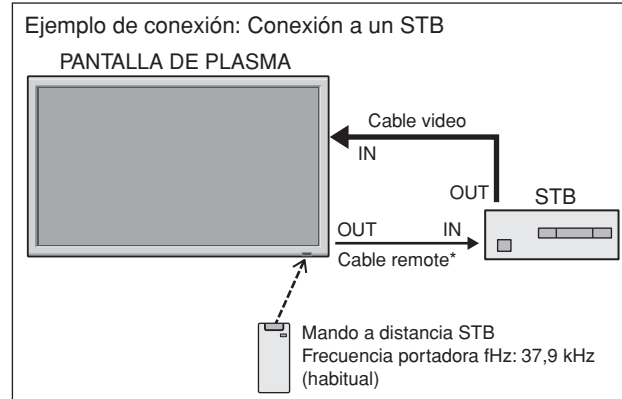 Ejemplo de conexión: Conexión a un STB
PANTALLA DE PLASMA
Cable video
IN
OUT
STB
OUT
IN
Cable remote*
Mando a distancia STB
Frecuencia portadora fHz: 37,9 kHz
(habitual)